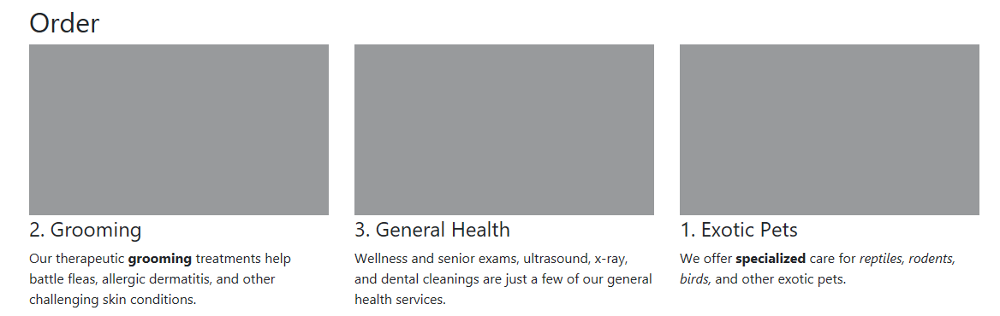 Order
2. Grooming
Our therapeutic grooming treatments help
battle fleas, allergic dermatitis, and other
challenging skin conditions.
3. General Health
Wellness and senior exams, ultrasound, x-ray,
and dental cleanings are just a few of our general
health services.
1. Exotic Pets
We offer specialized care for reptiles, rodents,
birds, and other exotic pets.